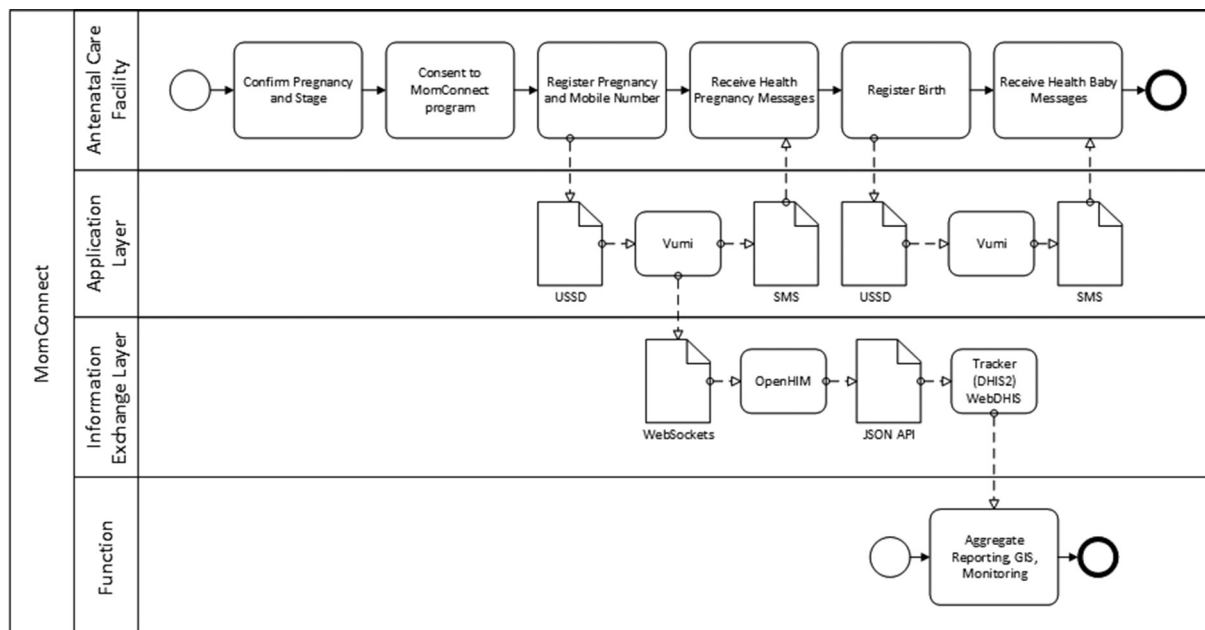 MomConnect
Antenatal Care
Facility
Confirm Pregnancy
and Stage
Consent to
MomConnect
program
Register Pregnancy
and Mobile Number
Receive Health
Pregnancy Messages
Register Birth
Receive Health Baby
Messages
Application
Layer
USSD
Vumi
SMS
USSD
Vumi
SMS
Information
Exchange Layer
WebSockets
OpenHIM
JSON API
Tracker
(DHIS2)
WebDHIS
Function
Aggregate
Reporting, GIS,
Monitoring